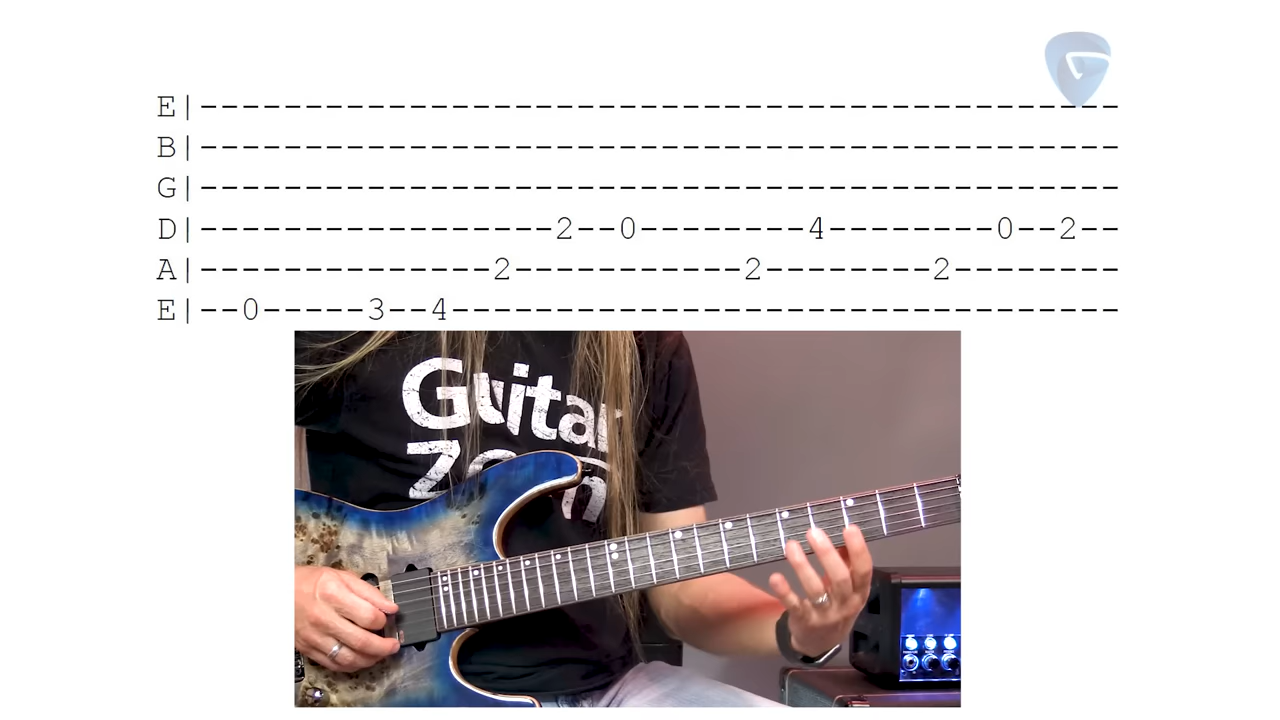 E|--------------------------------------------
B|--------------------------------------------
G|--------------------------------------------
D|-----------------2--0--------4--------0--2--
A|--------------2-----------2--------2--------
E|--0-----3--4--------------------------------
Guitar